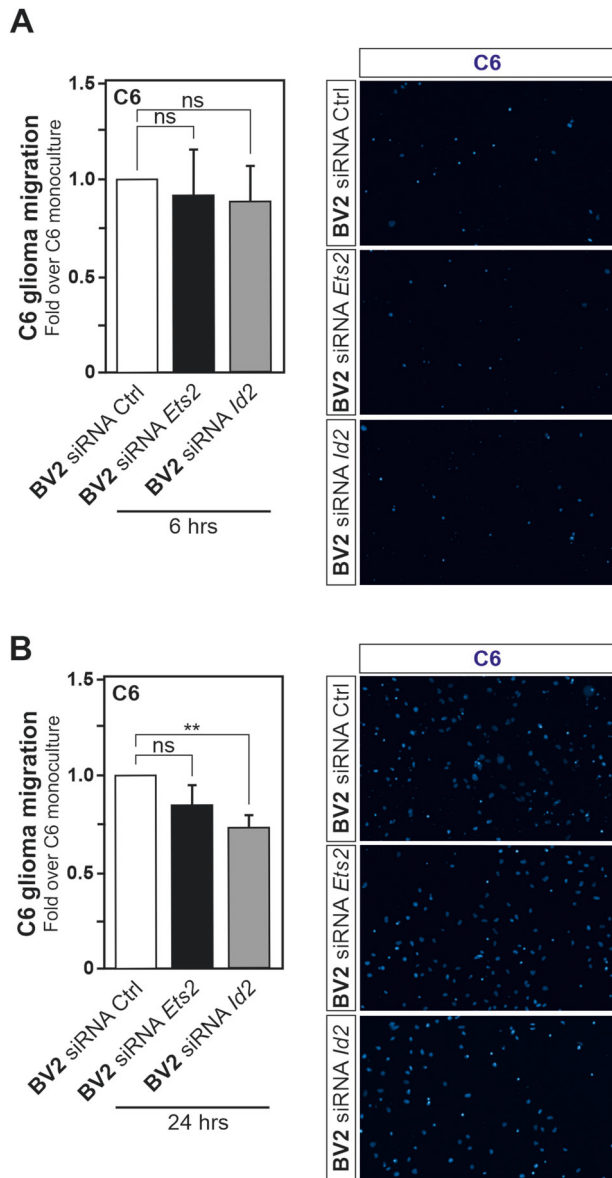 A
C6 glioma migration
Fold over C6 monoculture
1.5
1.0
0.5
0
C6
ns
ns
BV2 siRNA Ctrl
BV2 siRNA Ets2
BV2 siRNA Id2
6 hrs
C6
BV2 siRNA Ctrl
BV2 siRNA Ets2
BV2 siRNA Id2
B
C6 glioma migration
Fold over C6 monoculture
1.5
1.0
0.5
0
C6
**
ns
BV2 siRNA Ctrl
BV2 siRNA Ets2
BV2 siRNA Id2
24 hrs
C6
BV2 siRNA Ctrl
BV2 siRNA Ets2
BV2 siRNA Id2